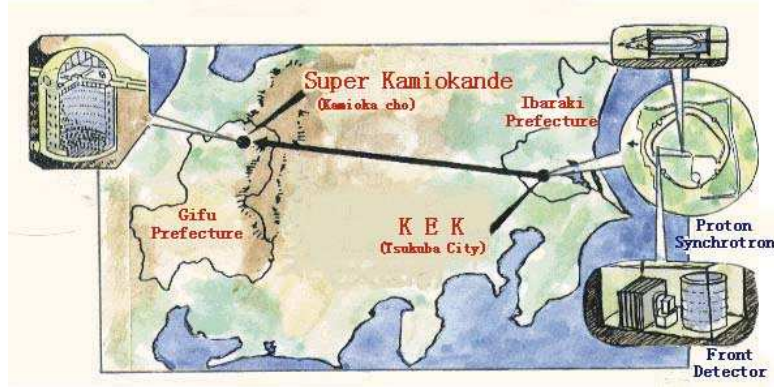 Super Kamiokande
(Kamioka cho)
Ibaraki
Prefecture
Gifu
Prefecture
K E K
(Tsukuba City)
Proton
Synchrotron
Front
Detector